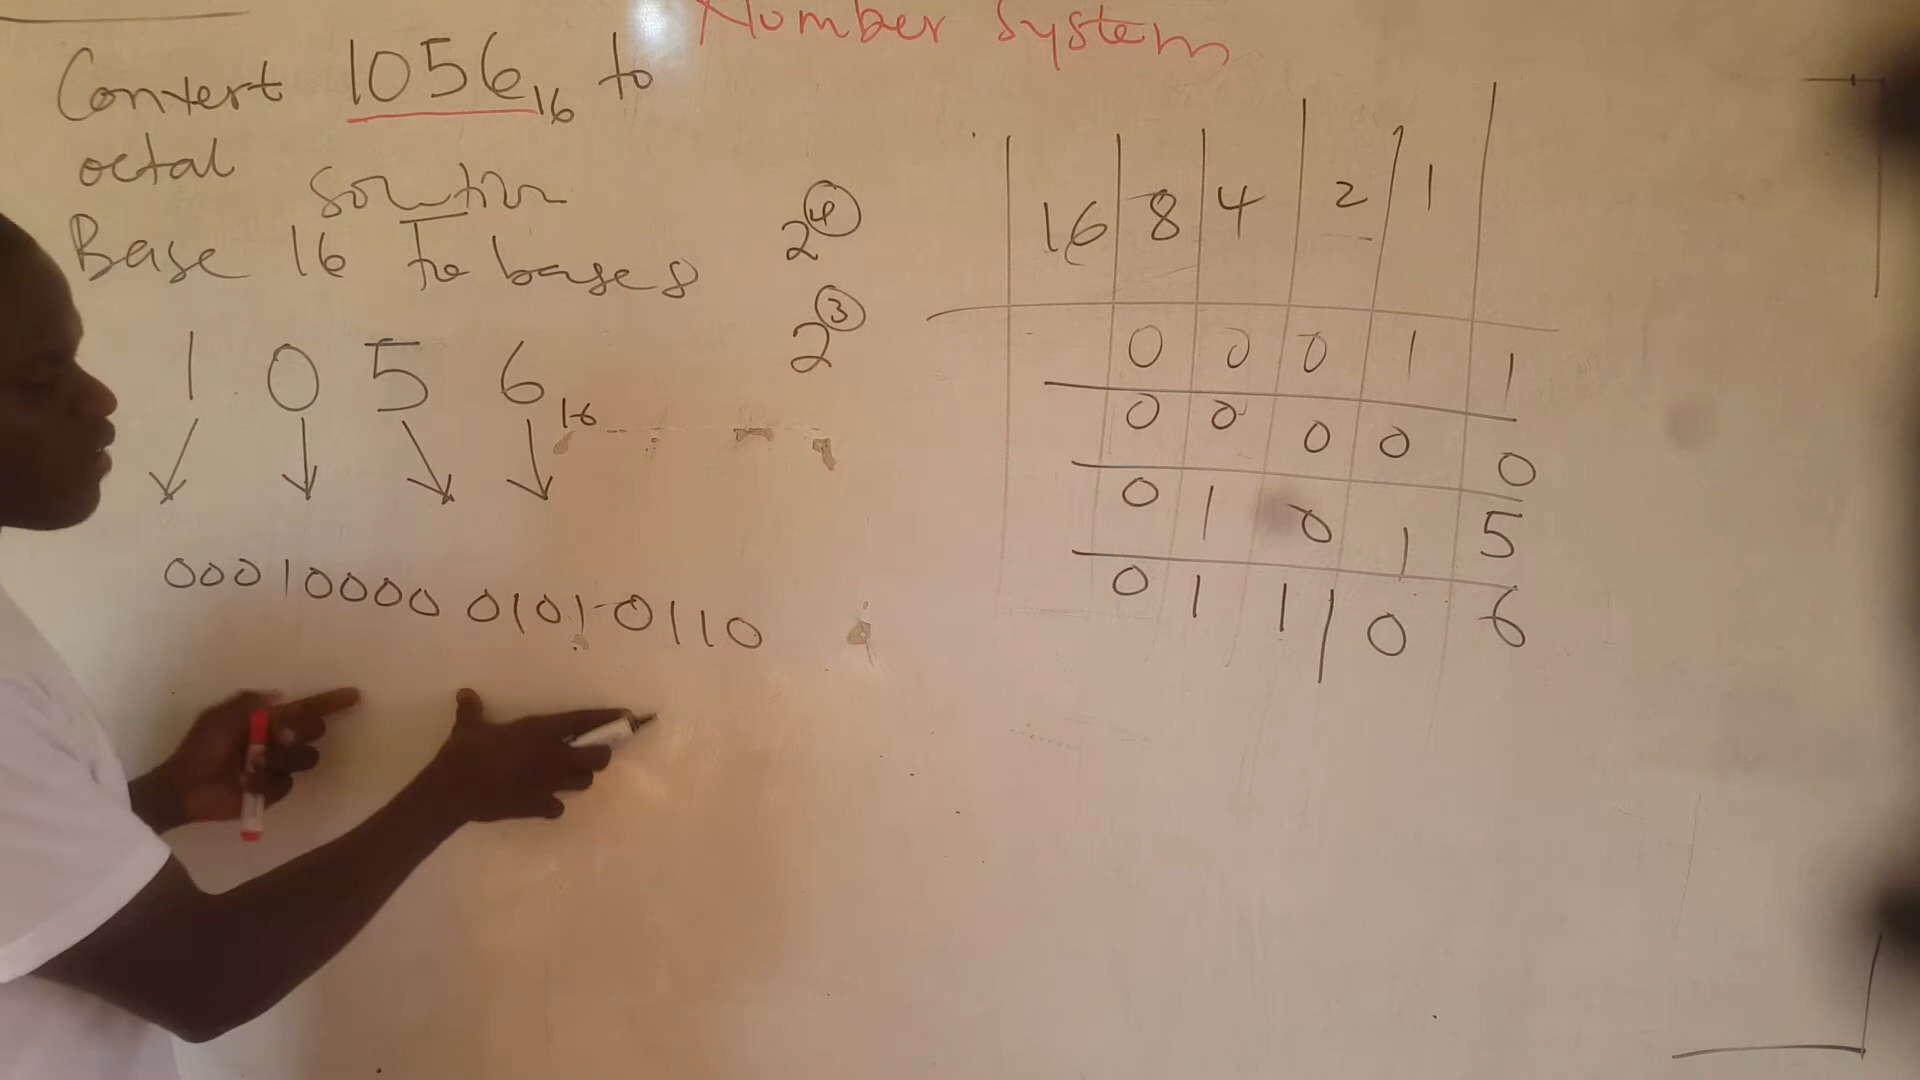 Number System
Convert 1056₁₆ to
octal
Solution
Base 16 to base 8
2④
2③
1 0 5 6₁₆
00010000 0101 0110
16 8 4 2 1
0 0 0 1 1
0 0 0 0 0
0 1 0 1 5
0 1 1 0 6